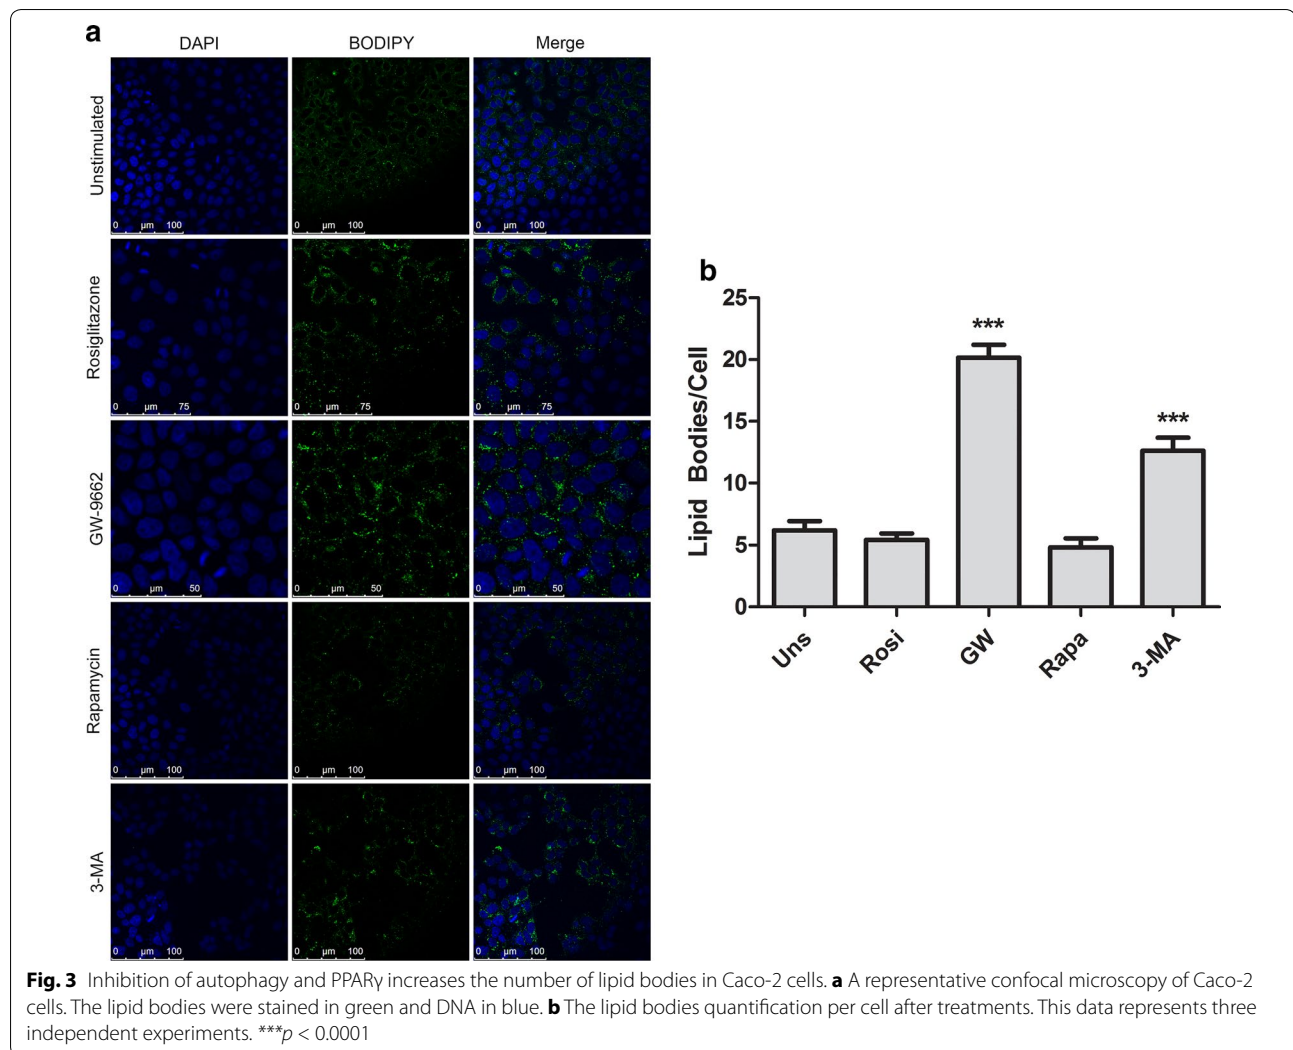 a
DAPI BODIPY Merge
Unstimulated
0 µm 100 0 µm 100 0 µm 100
Rosiglitazone
0 µm 75 0 µm 75 0 µm 75
GW-9662
0 µm 50 0 µm 50 0 µm 50
Rapamycin
0 µm 100 0 µm 100 0 µm 100
3-MA
0 µm 100 0 µm 100 0 µm 100
b
Lipid Bodies/Cell
25
20
15
10
5
0
***
***
Uns Rosi GW Rapa 3-MA
Fig. 3 Inhibition of autophagy and PPARγ increases the number of lipid bodies in Caco-2 cells. a A representative confocal microscopy of Caco-2
cells. The lipid bodies were stained in green and DNA in blue. b The lipid bodies quantification per cell after treatments. This data represents three
independent experiments. ***p < 0.0001